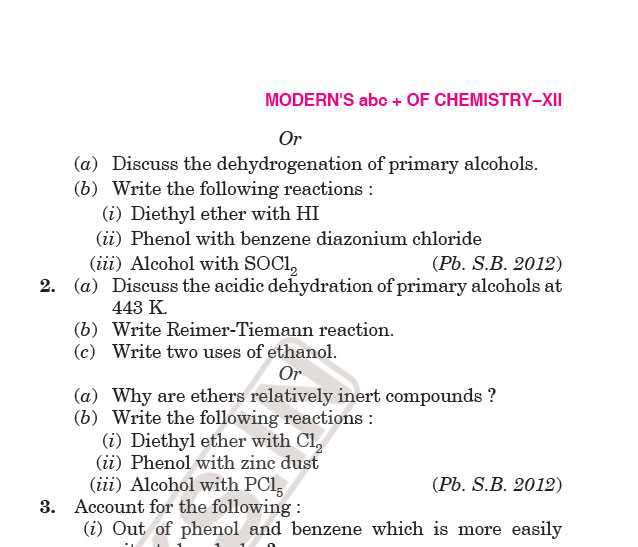 MODERN'S abc + OF CHEMISTRY–XII
Or
(a) Discuss the dehydrogenation of primary alcohols.
(b) Write the following reactions :
(i) Diethyl ether with HI
(ii) Phenol with benzene diazonium chloride
(iii) Alcohol with SOCl₂ (Pb. S.B. 2012)
2. (a) Discuss the acidic dehydration of primary alcohols at
443 K.
(b) Write Reimer-Tiemann reaction.
(c) Write two uses of ethanol.
Or
(a) Why are ethers relatively inert compounds ?
(b) Write the following reactions :
(i) Diethyl ether with Cl₂
(ii) Phenol with zinc dust
(iii) Alcohol with PCl₅ (Pb. S.B. 2012)
3. Account for the following :
(i) Out of phenol and benzene which is more easily